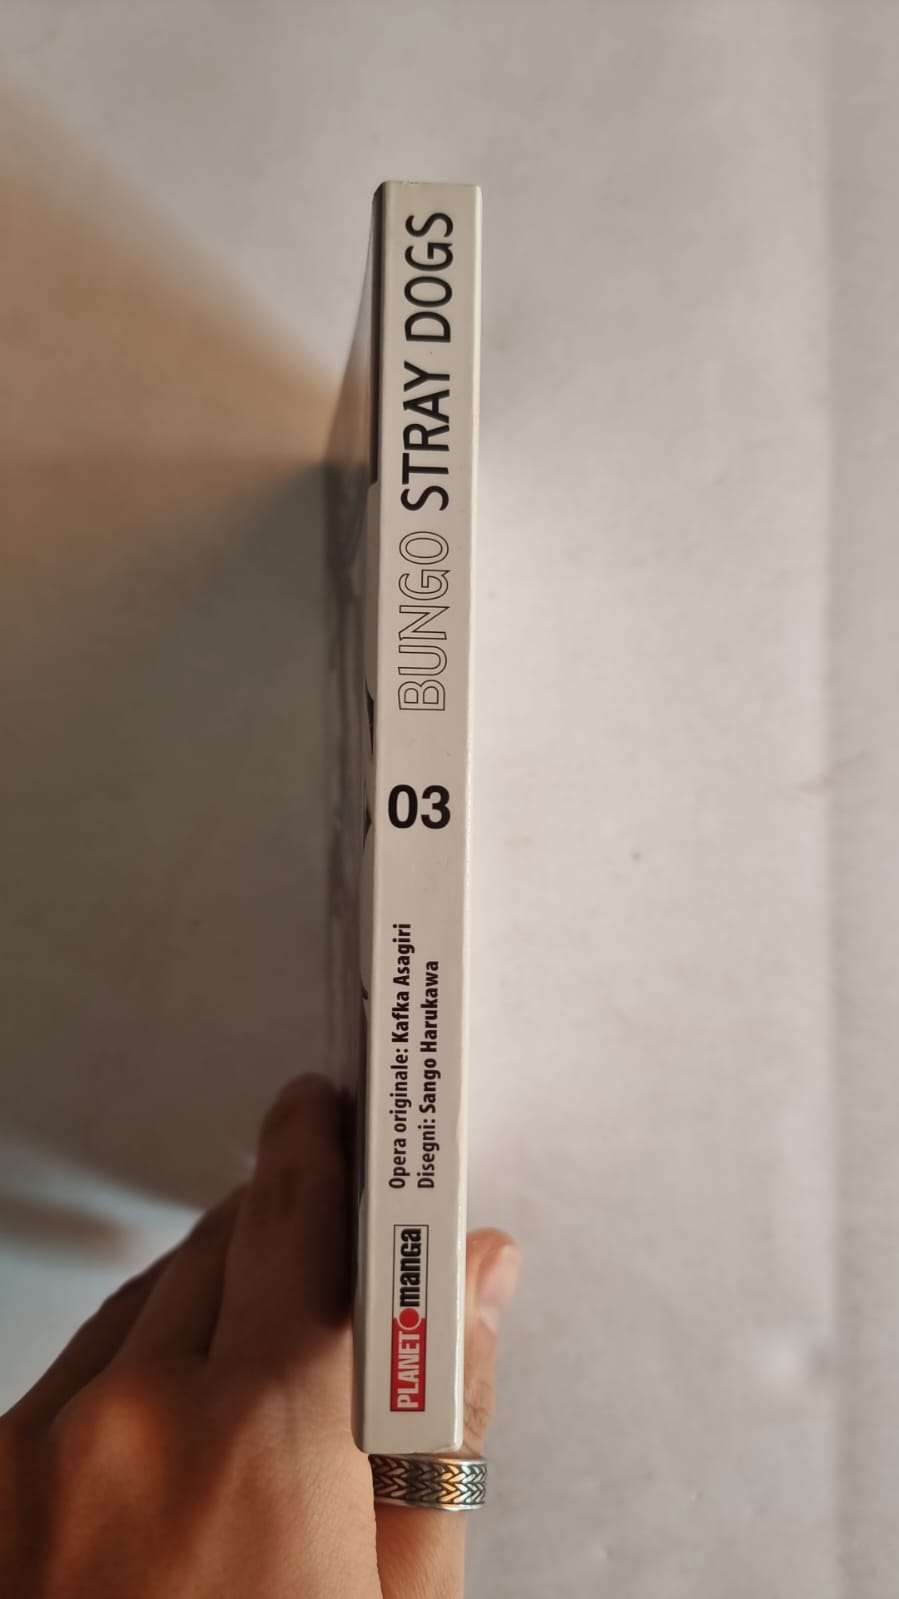 BUNGO STRAY DOGS
03
Opera originale: Kafka Asagiri
Disegni: Sango Harukawa
PLANET manga